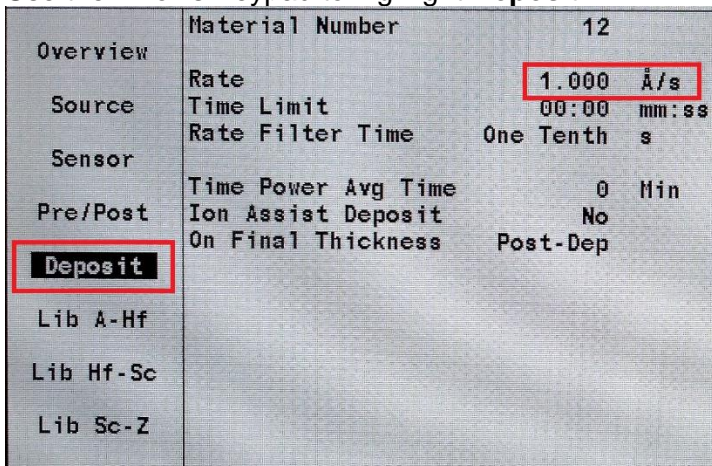 Material Number 12
Overview
Rate 1.000 Å/s
Source
Time Limit 00:00 mm:ss
Rate Filter Time One Tenth s
Sensor
Time Power Avg Time 0 Min
Pre/Post
Ion Assist Deposit No
On Final Thickness Post-Dep
Deposit
Lib A-Hf
Lib Hf-Sc
Lib Sc-Z